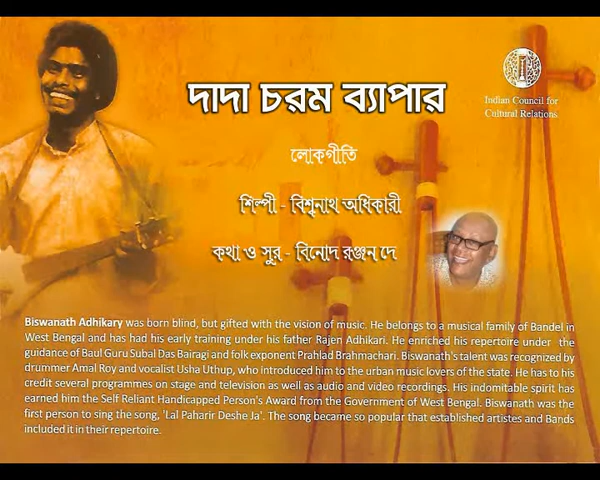 দাদা চরম ব্যাপার
Indian Council for
Cultural Relations
লোকগীতি
শিল্পী - বিশ্বনাথ অধিকারী
কথা ও সুর - বিনোদ রঞ্জন দে
Biswanath Adhikary was born blind, but gifted with the vision of music. He belongs to a musical family of Bandel in
West Bengal and has had his early training under his father Rajen Adhikari. He enriched his repertoire under the
guidance of Baul Guru Subal Das Bairagi and folk exponent Prahlad Brahmachari. Biswanath's talent was recognized by
drummer Amal Roy and vocalist Usha Uthup, who introduced him to the urban music lovers of the state. He has to his
credit several programmes on stage and television as well as audio and video recordings. His indomitable spirit has
earned him the Self Reliant Handicapped Person's Award from the Government of West Bengal. Biswanath was the
first person to sing the song, 'Lal Paharir Deshe Ja'. The song became so popular that established artistes and Bands
included it in their repertoire.